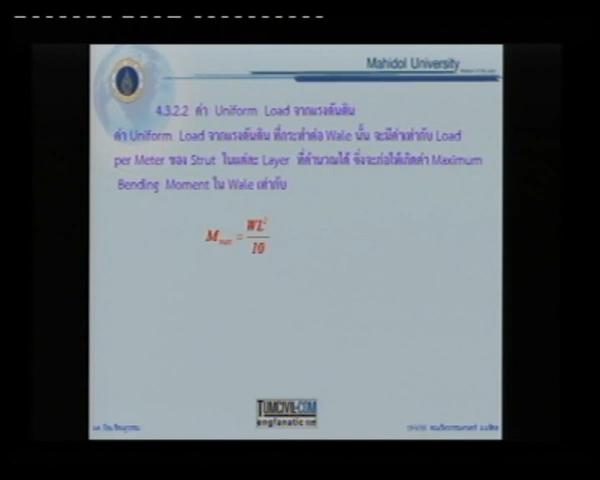 Mahidol University
4.3.2.2 ค่า Uniform Load จากแรงดันดิน
ค่า Uniform Load จากแรงดันดิน ที่กระทำต่อ Wale นั้น จะมีค่าเท่ากับ Load
per Meter ของ Strut ในแต่ละ Layer ที่คำนวณได้ ซึ่งจะก่อให้เกิดค่า Maximum
Bending Moment ใน Wale เท่ากับ
M max = WL² / 10
TUMCIVIL.COM
engfanatic